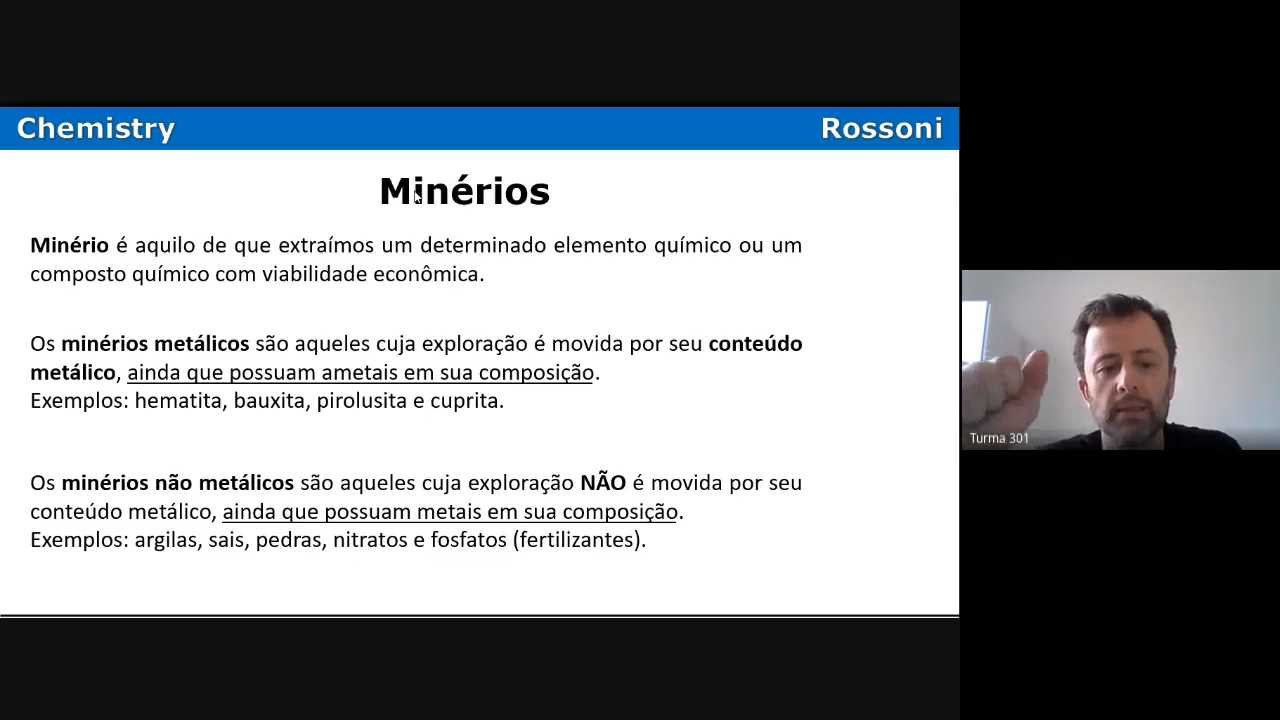 Chemistry
Rossoni
Minérios
Minério é aquilo de que extraímos um determinado elemento químico ou um
composto químico com viabilidade econômica.
Os minérios metálicos são aqueles cuja exploração é movida por seu conteúdo
metálico, ainda que possuam ametais em sua composição.
Exemplos: hematita, bauxita, pirolusita e cuprita.
Os minérios não metálicos são aqueles cuja exploração NÃO é movida por seu
conteúdo metálico, ainda que possuam metais em sua composição.
Exemplos: argilas, sais, pedras, nitratos e fosfatos (fertilizantes).
Turma 301